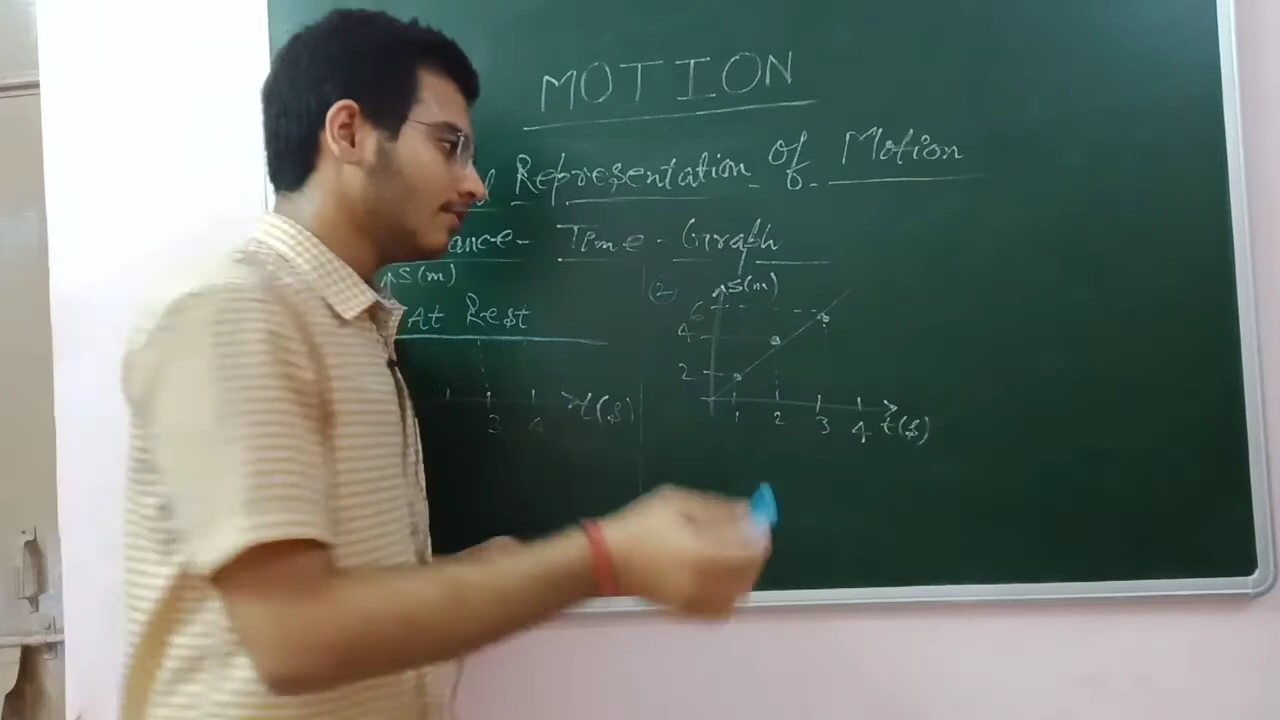 MOTION
Representation of Motion
Time - Graph
S(m)
At Rest
3 4 t(s)
(2) S(m)
6
4
2
1 2 3 4 t(s)